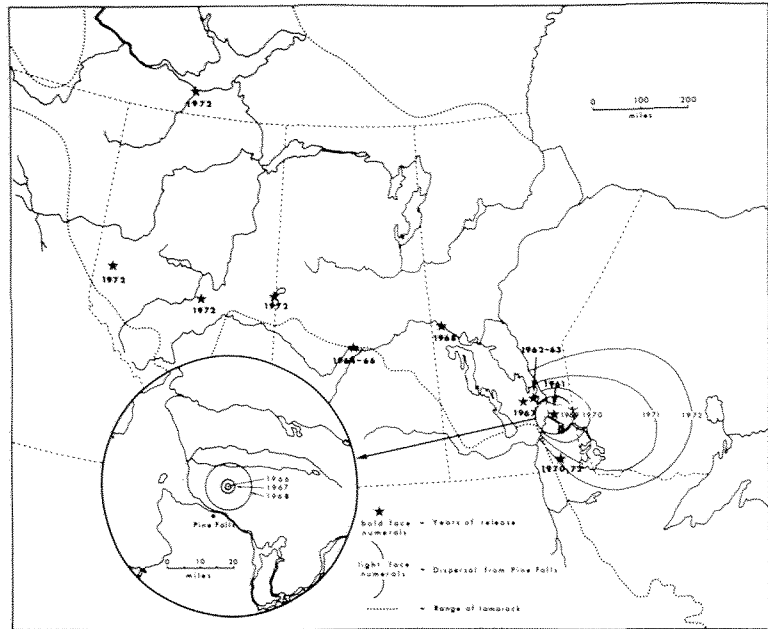 1972
0 100 200
miles
1972
1972
1972
1968
1964-66
1962-63
1961
1967
1969
1970
1971
1972
1970,72
1966
1967
1968
Pine Falls
0 10 20
miles
bold face numerals ~ Years of release
light face numerals ~ Dispersal from Pine Falls
~ Range of tamarack